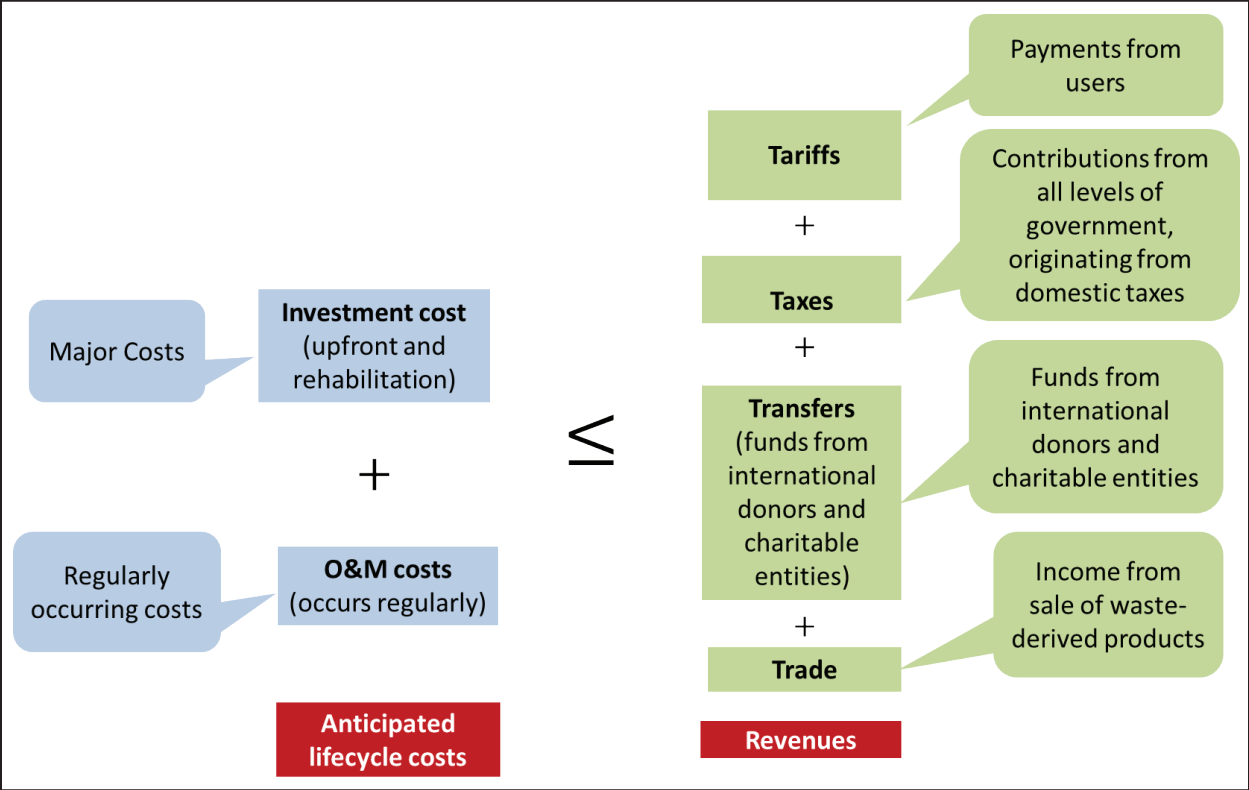 Major Costs
Investment cost
(upfront and
rehabilitation)
+
Regularly
occurring costs
O&M costs
(occurs regularly)
Anticipated
lifecycle costs
≤
Payments from
users
Tariffs
+
Contributions from
all levels of
government,
originating from
domestic taxes
Taxes
+
Transfers
(funds from
international
donors and
charitable
entities)
Funds from
international
donors and
charitable entities
+
Trade
Income from
sale of waste-
derived products
Revenues